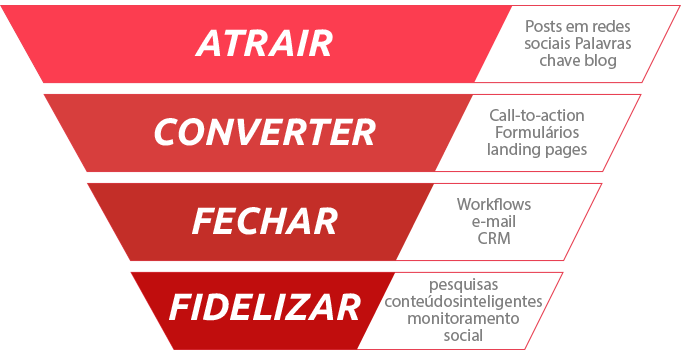 ATRAIR
Posts em redes
sociais Palavras
chave blog
CONVERTER
Call-to-action
Formulários
landing pages
FECHAR
Workflows
e-mail
CRM
FIDELIZAR
pesquisas
conteúdosinteligentes
monitoramento
social